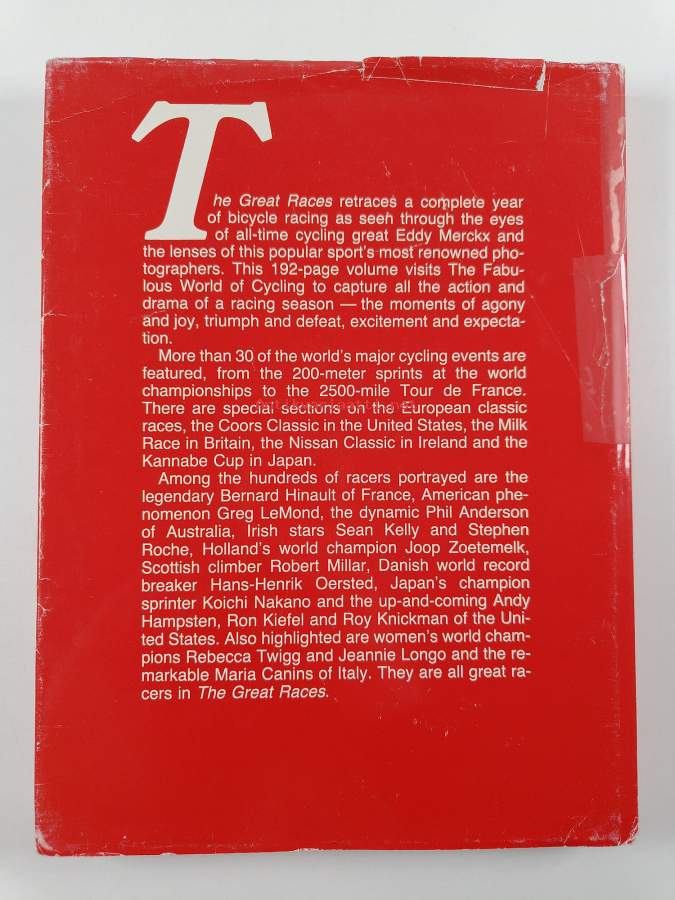 The Great Races retraces a complete year
of bicycle racing as seen through the eyes
of all-time cycling great Eddy Merckx and
the lenses of this popular sport's most renowned pho-
tographers. This 192-page volume visits The Fabu-
lous World of Cycling to capture all the action and
drama of a racing season — the moments of agony
and joy, triumph and defeat, excitement and expecta-
tion.
More than 30 of the world's major cycling events are
featured, from the 200-meter sprints at the world
championships to the 2500-mile Tour de France.
There are special sections on the European classic
races, the Coors Classic in the United States, the Milk
Race in Britain, the Nissan Classic in Ireland and the
Kannabe Cup in Japan.
Among the hundreds of racers portrayed are the
legendary Bernard Hinault of France, American phe-
nomenon Greg LeMond, the dynamic Phil Anderson
of Australia, Irish stars Sean Kelly and Stephen
Roche, Holland's world champion Joop Zoetemelk,
Scottish climber Robert Millar, Danish world record
breaker Hans-Henrik Oersted, Japan's champion
sprinter Koichi Nakano and the up-and-coming Andy
Hampsten, Ron Kiefel and Roy Knickman of the Uni-
ted States. Also highlighted are women's world cham-
pions Rebecca Twigg and Jeannie Longo and the re-
markable Maria Canins of Italy. They are all great ra-
cers in The Great Races.